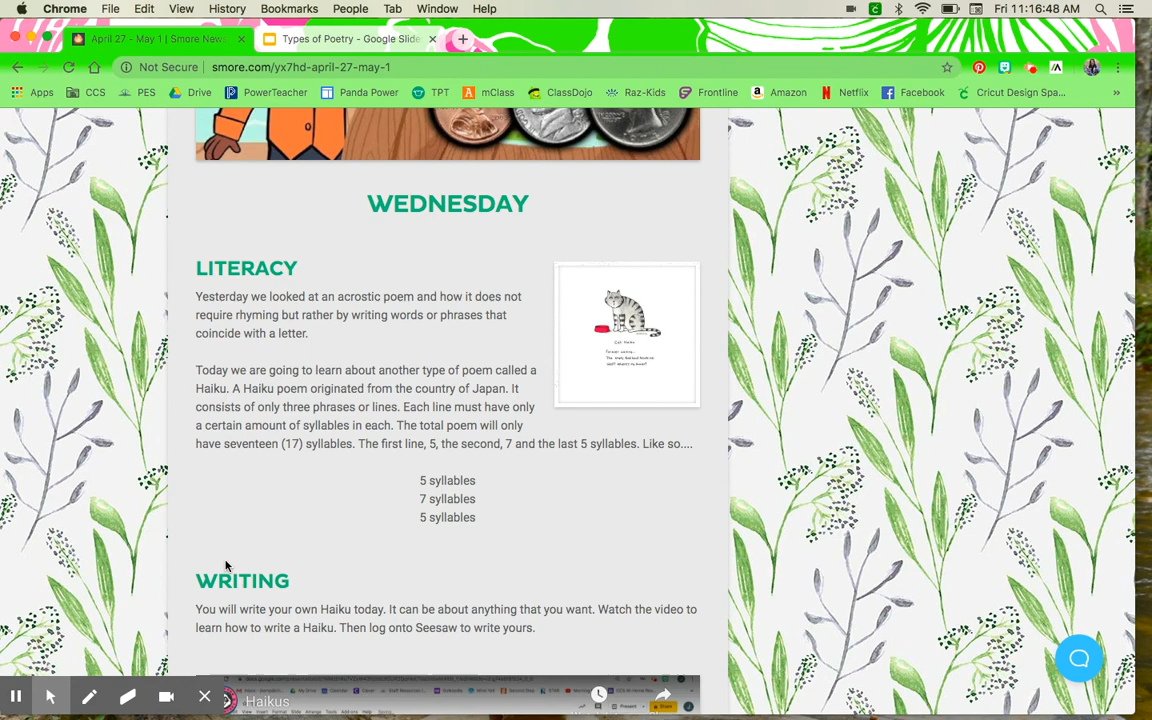 Chrome File Edit View History Bookmarks People Tab Window Help Fri 11:16:48 AM
April 27 - May 1 | Smore News Types of Poetry - Google Slide
Not Secure smore.com/yx7hd-april-27-may-1
Apps CCS PES Drive PowerTeacher Panda Power TPT mClass ClassDojo Raz-Kids Frontline Amazon Netflix Facebook Cricut Design Spa... »
WEDNESDAY
LITERACY
Yesterday we looked at an acrostic poem and how it does not
require rhyming but rather by writing words or phrases that
coincide with a letter.
Cat Haiku
Today we are going to learn about another type of poem called a
Haiku. A Haiku poem originated from the country of Japan. It
consists of only three phrases or lines. Each line must have only
a certain amount of syllables in each. The total poem will only
have seventeen (17) syllables. The first line, 5, the second, 7 and the last 5 syllables. Like so....
5 syllables
7 syllables
5 syllables
WRITING
You will write your own Haiku today. It can be about anything that you want. Watch the video to
learn how to write a Haiku. Then log onto Seesaw to write yours.
Haikus